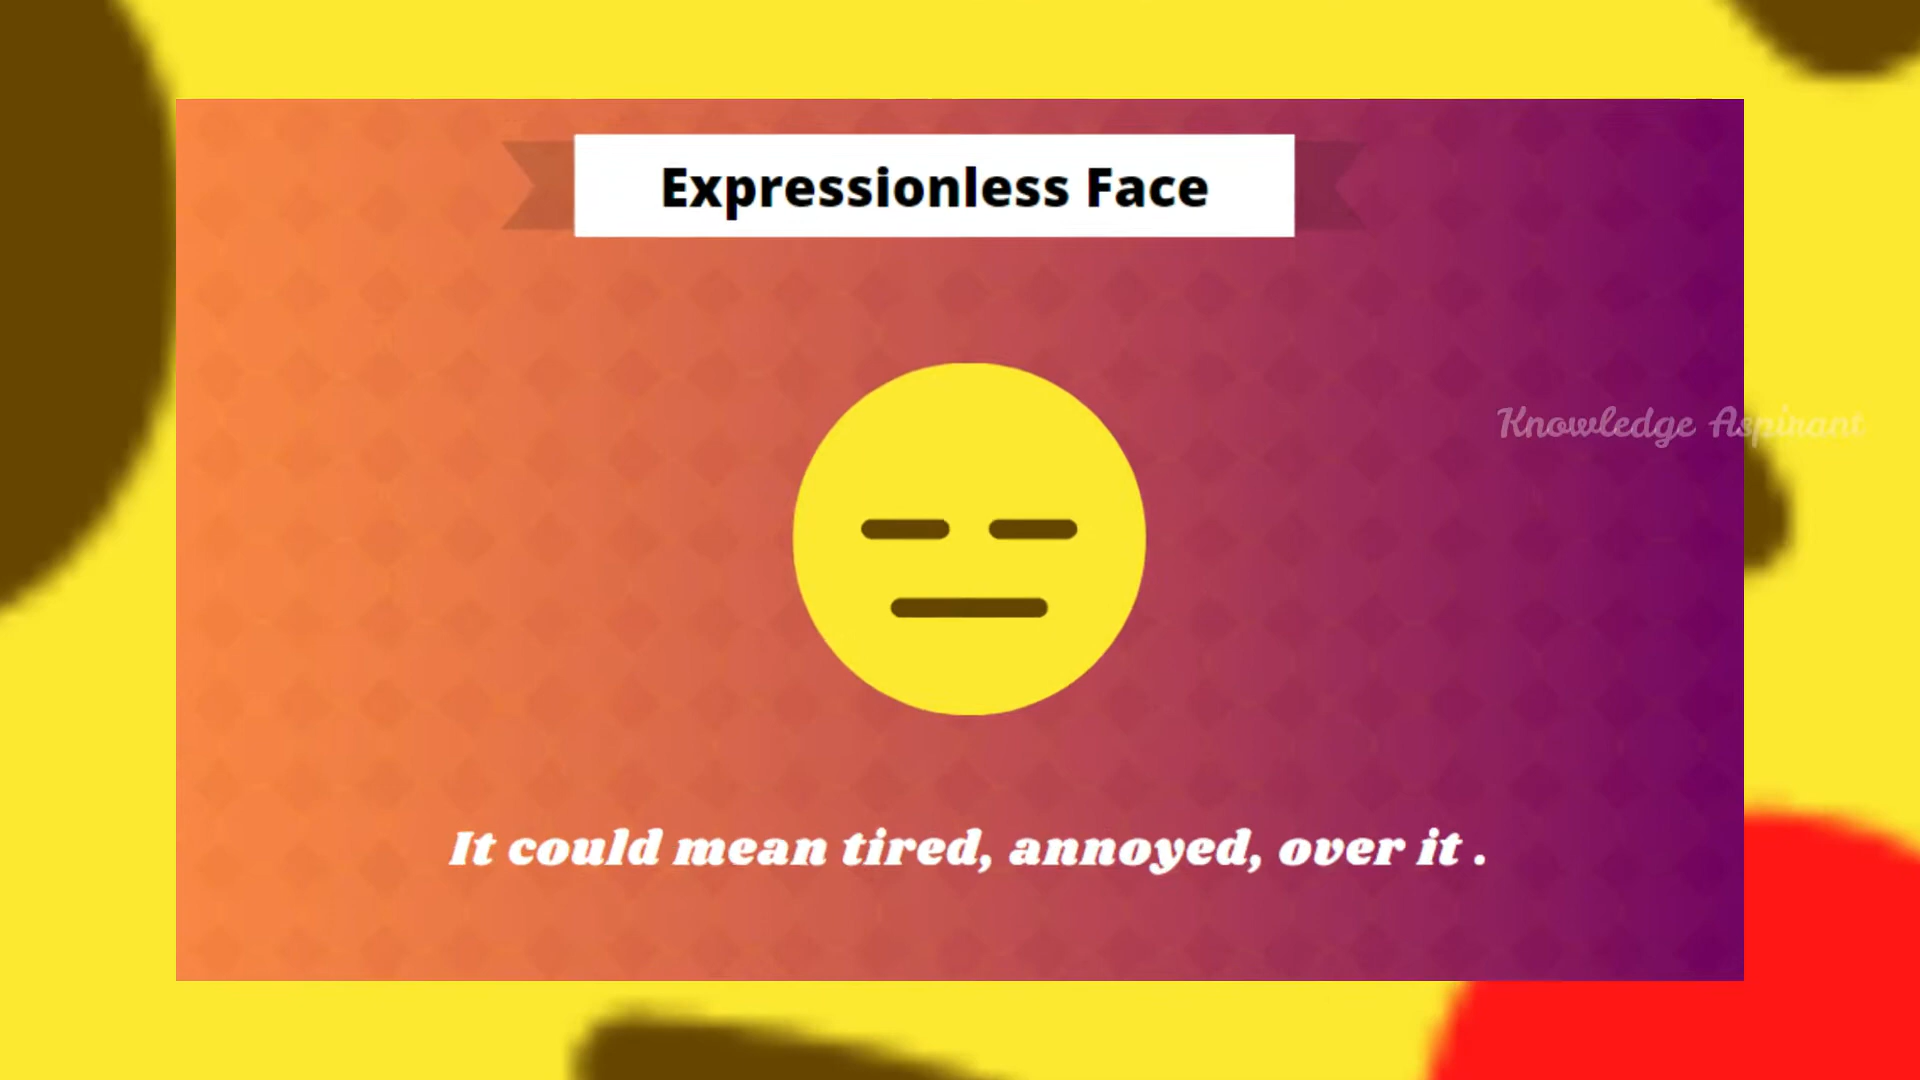 Expressionless Face
Knowledge Aspirant
It could mean tired, annoyed, over it .